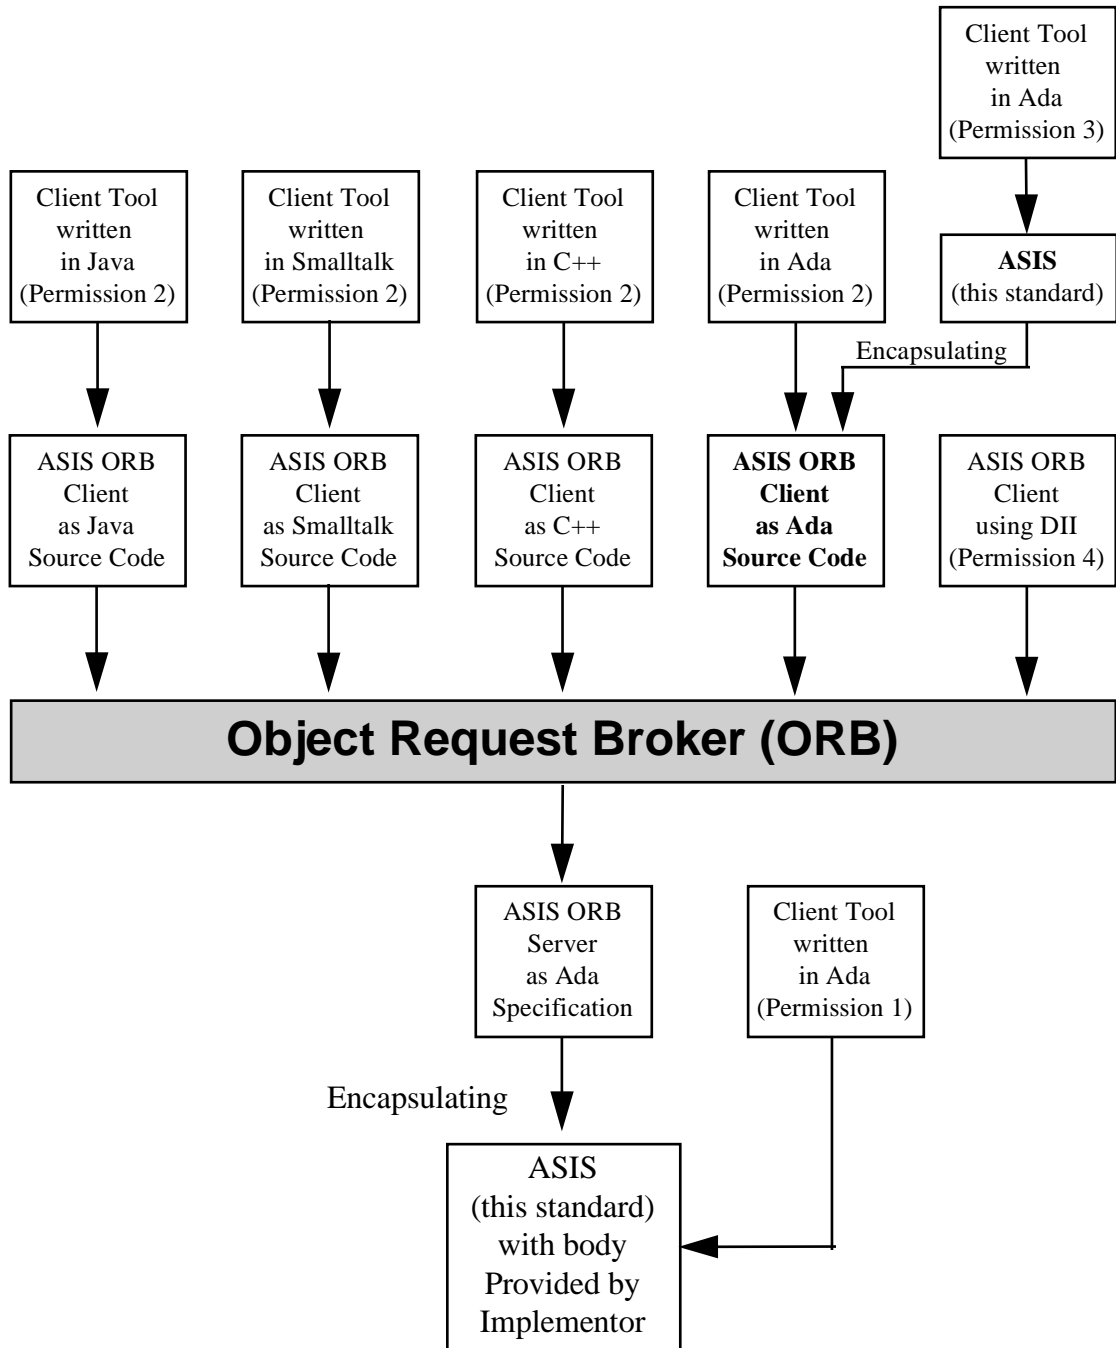 Client Tool
written
in Ada
(Permission 3)
Client Tool
written
in Java
(Permission 2)
Client Tool
written
in Smalltalk
(Permission 2)
Client Tool
written
in C++
(Permission 2)
Client Tool
written
in Ada
(Permission 2)
ASIS
(this standard)
Encapsulating
ASIS ORB
Client
as Java
Source Code
ASIS ORB
Client
as Smalltalk
Source Code
ASIS ORB
Client
as C++
Source Code
ASIS ORB
Client
as Ada
Source Code
ASIS ORB
Client
using DII
(Permission 4)
Object Request Broker (ORB)
ASIS ORB
Server
as Ada
Specification
Client Tool
written
in Ada
(Permission 1)
Encapsulating
ASIS
(this standard)
with body
Provided by
Implementor